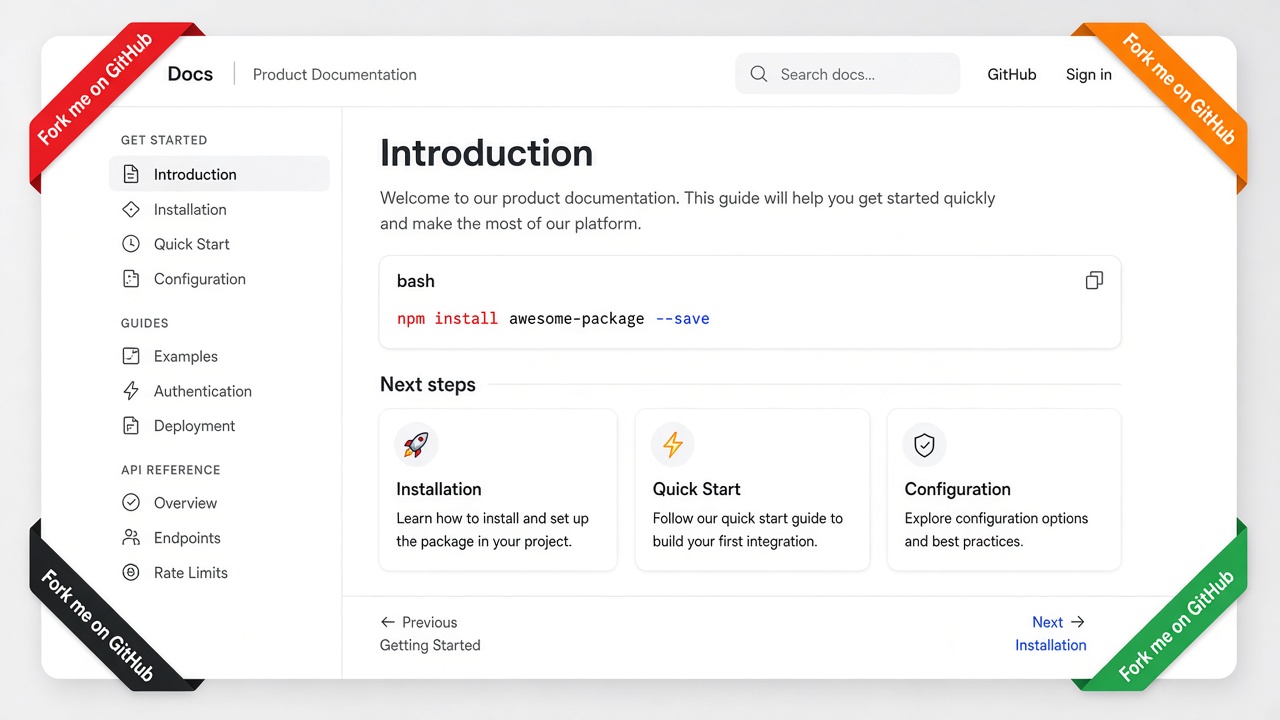 Fork me on GitHub
Docs
Product Documentation
Search docs...
GitHub
Sign in
Fork me on GitHub
GET STARTED
Introduction
Installation
Quick Start
Configuration
GUIDES
Examples
Authentication
Deployment
API REFERENCE
Overview
Endpoints
Rate Limits
Introduction
Welcome to our product documentation. This guide will help you get started quickly
and make the most of our platform.
bash
npm install awesome-package --save
Next steps
Installation
Learn how to install and set up
the package in your project.
Quick Start
Follow our quick start guide to
build your first integration.
Configuration
Explore configuration options
and best practices.
← Previous
Getting Started
Next →
Installation
Fork me on GitHub
Fork me on GitHub